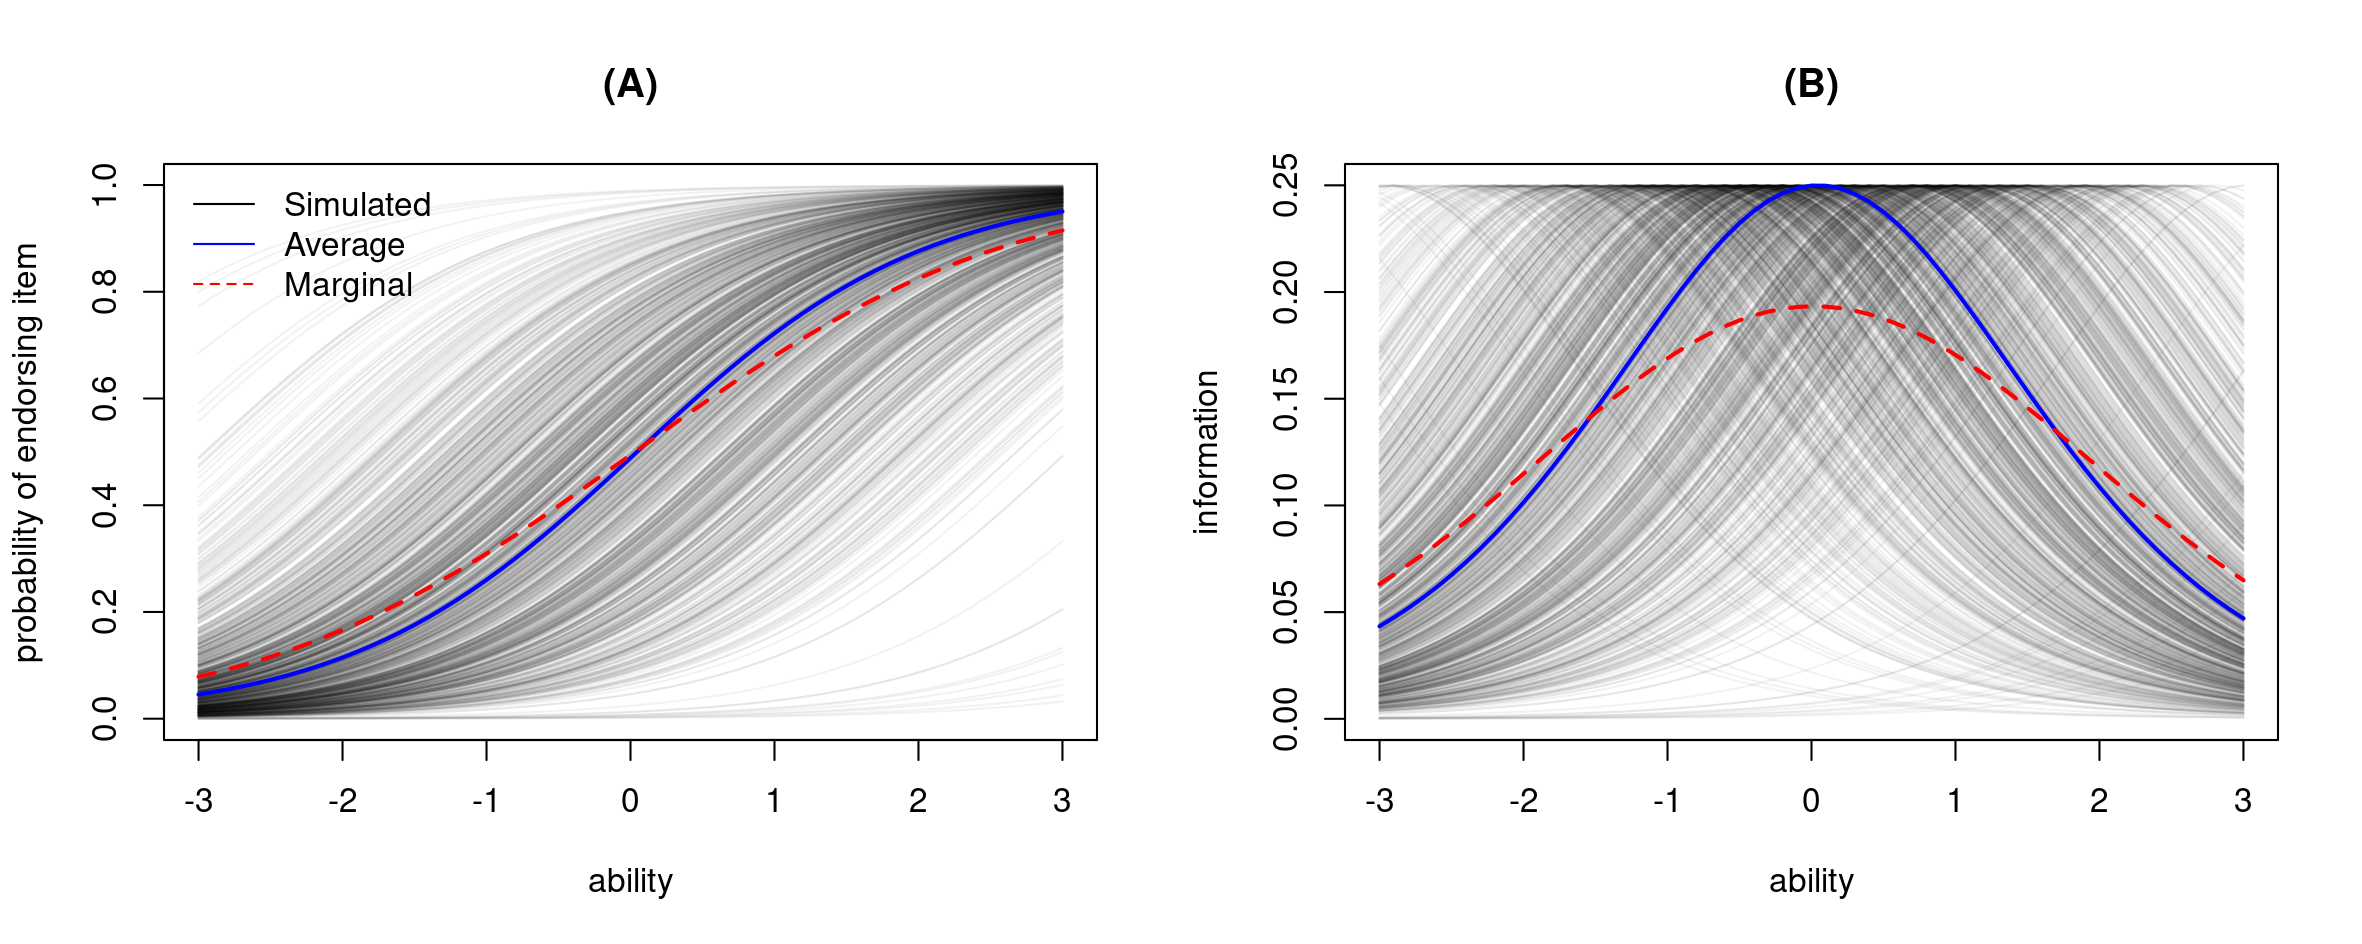 (A)
probability of endorsing item
1.0
0.8
0.6
0.4
0.2
0.0
Simulated
Average
Marginal
-3 -2 -1 0 1 2 3
ability
(B)
information
0.25
0.20
0.15
0.10
0.05
0.00
-3 -2 -1 0 1 2 3
ability